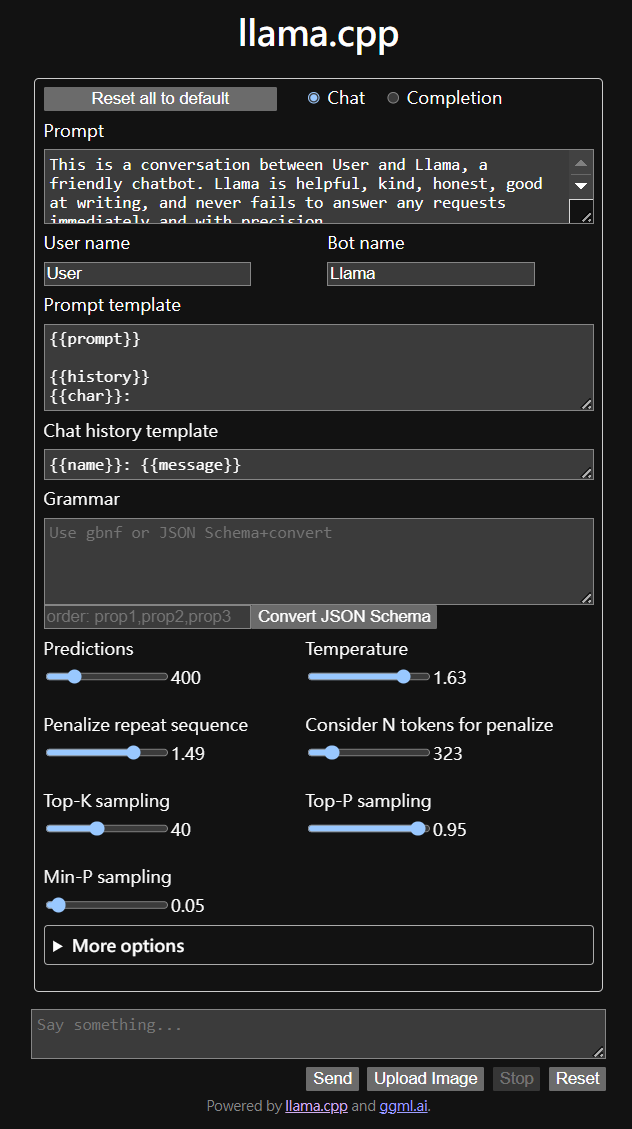 llama.cpp
Reset all to default
Chat
Completion
Prompt
This is a conversation between User and Llama, a
friendly chatbot. Llama is helpful, kind, honest, good
at writing, and never fails to answer any requests
immediately and with precision
User name
Bot name
User
Llama
Prompt template
{{prompt}}
{{history}}
{{char}}:
Chat history template
{{name}}: {{message}}
Grammar
Use gbnf or JSON Schema+convert
order: prop1,prop2,prop3
Convert JSON Schema
Predictions
Temperature
400
1.63
Penalize repeat sequence
Consider N tokens for penalize
1.49
323
Top-K sampling
Top-P sampling
40
0.95
Min-P sampling
0.05
More options
Say something...
Send
Upload Image
Stop
Reset
Powered by llama.cpp and ggml.ai.